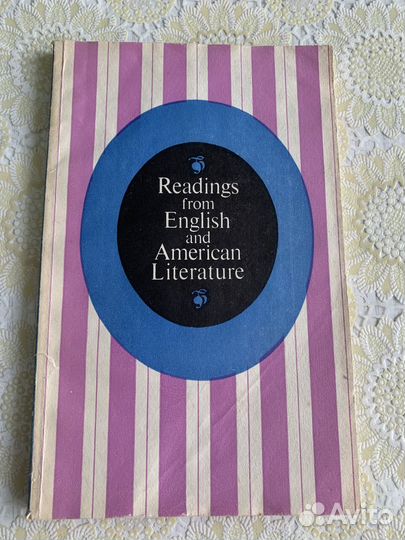 Readings
from
English
and
American
Literature
Avito